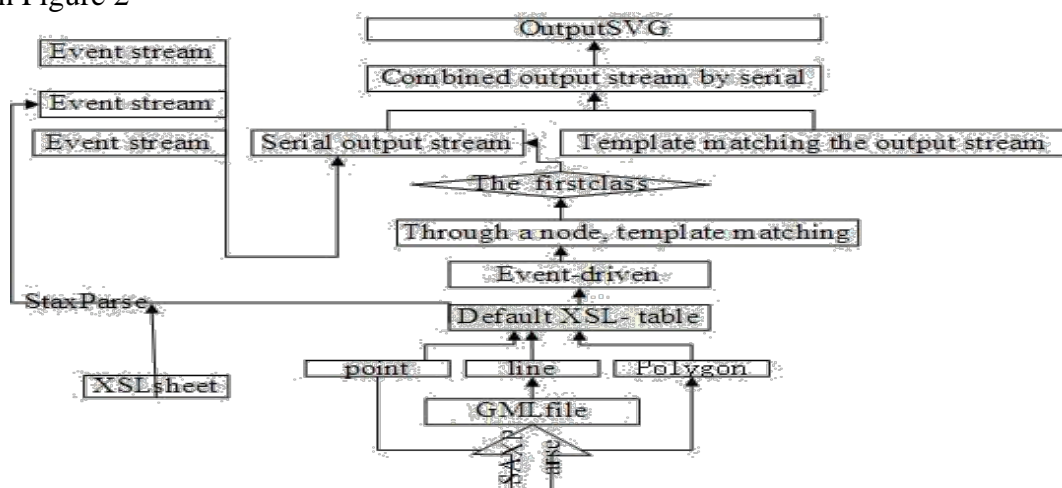 n Figure 2
OutputSVG
Event stream
Combined output stream by serial
Event stream
Event stream
Serial output stream
Template matching the output stream
The firstclass
Through a node, template matching
Event-driven
StaxParse
Default XSL- table
point
line
Polygon
XSLsheet
GMLfile
SAXP
arse